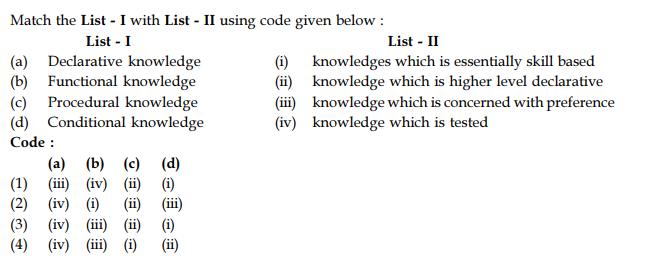 Match the List - I with List - II using code given below :
List - I List - II
(a) Declarative knowledge (i) knowledges which is essentially skill based
(b) Functional knowledge (ii) knowledge which is higher level declarative
(c) Procedural knowledge (iii) knowledge which is concerned with preference
(d) Conditional knowledge (iv) knowledge which is tested
Code :
(a) (b) (c) (d)
(1) (iii) (iv) (ii) (i)
(2) (iv) (i) (ii) (iii)
(3) (iv) (iii) (ii) (i)
(4) (iv) (iii) (i) (ii)